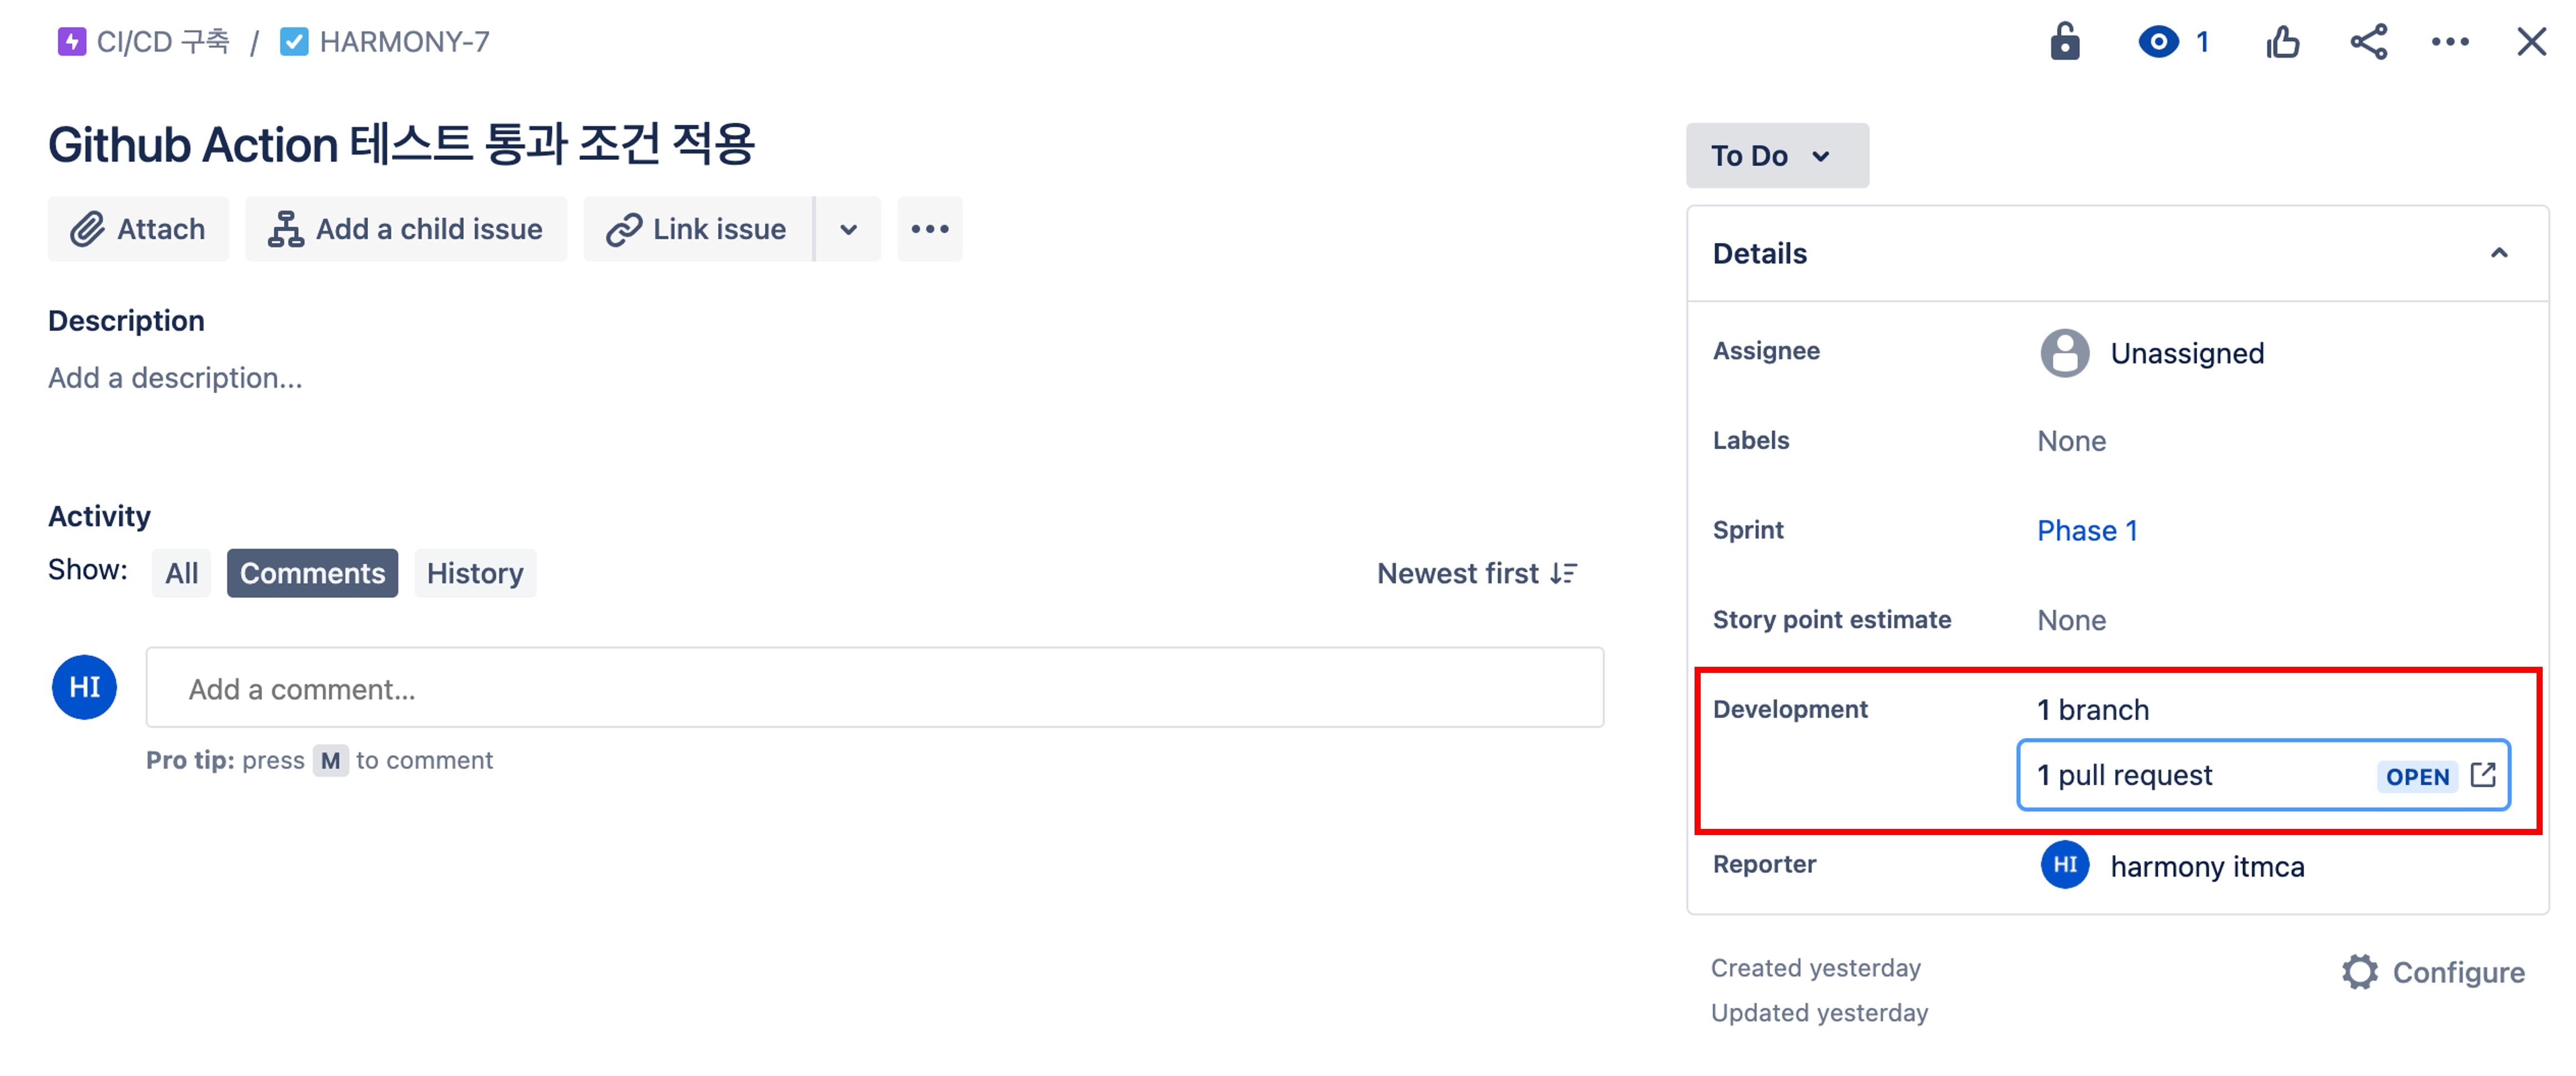 CI/CD 구축 / HARMONY-7
1
Github Action 테스트 통과 조건 적용
Attach
Add a child issue
Link issue
Description
Add a description...
Activity
Show: All Comments History
Newest first
HI
Add a comment...
Pro tip: press M to comment
To Do
Details
Assignee Unassigned
Labels None
Sprint Phase 1
Story point estimate None
Development 1 branch
1 pull request OPEN
Reporter HI harmony itmca
Created yesterday
Configure
Updated yesterday